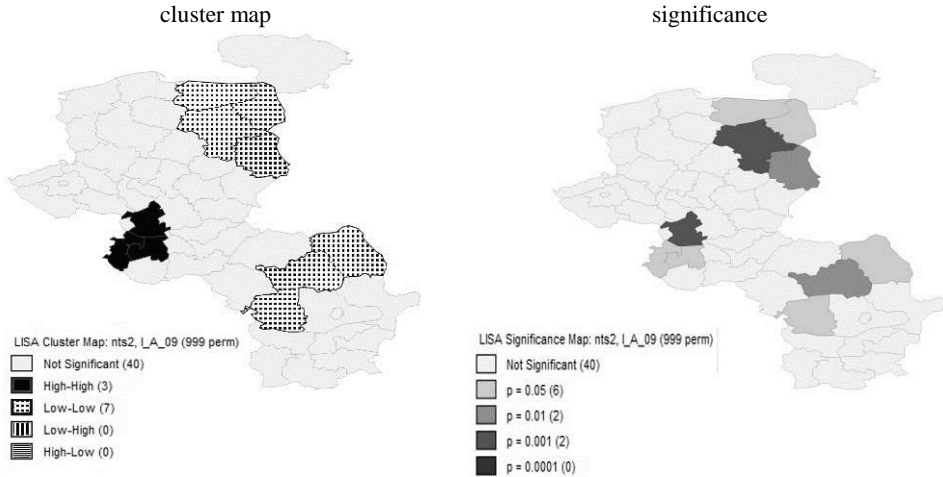 cluster map
significance
LISA Cluster Map: nts2, I_A_09 (999 perm)
Not Significant (40)
High-High (3)
Low-Low (7)
Low-High (0)
High-Low (0)
LISA Significance Map: nts2, I_A_09 (999 perm)
Not Significant (40)
p = 0.05 (6)
p = 0.01 (2)
p = 0.001 (2)
p = 0.0001 (0)